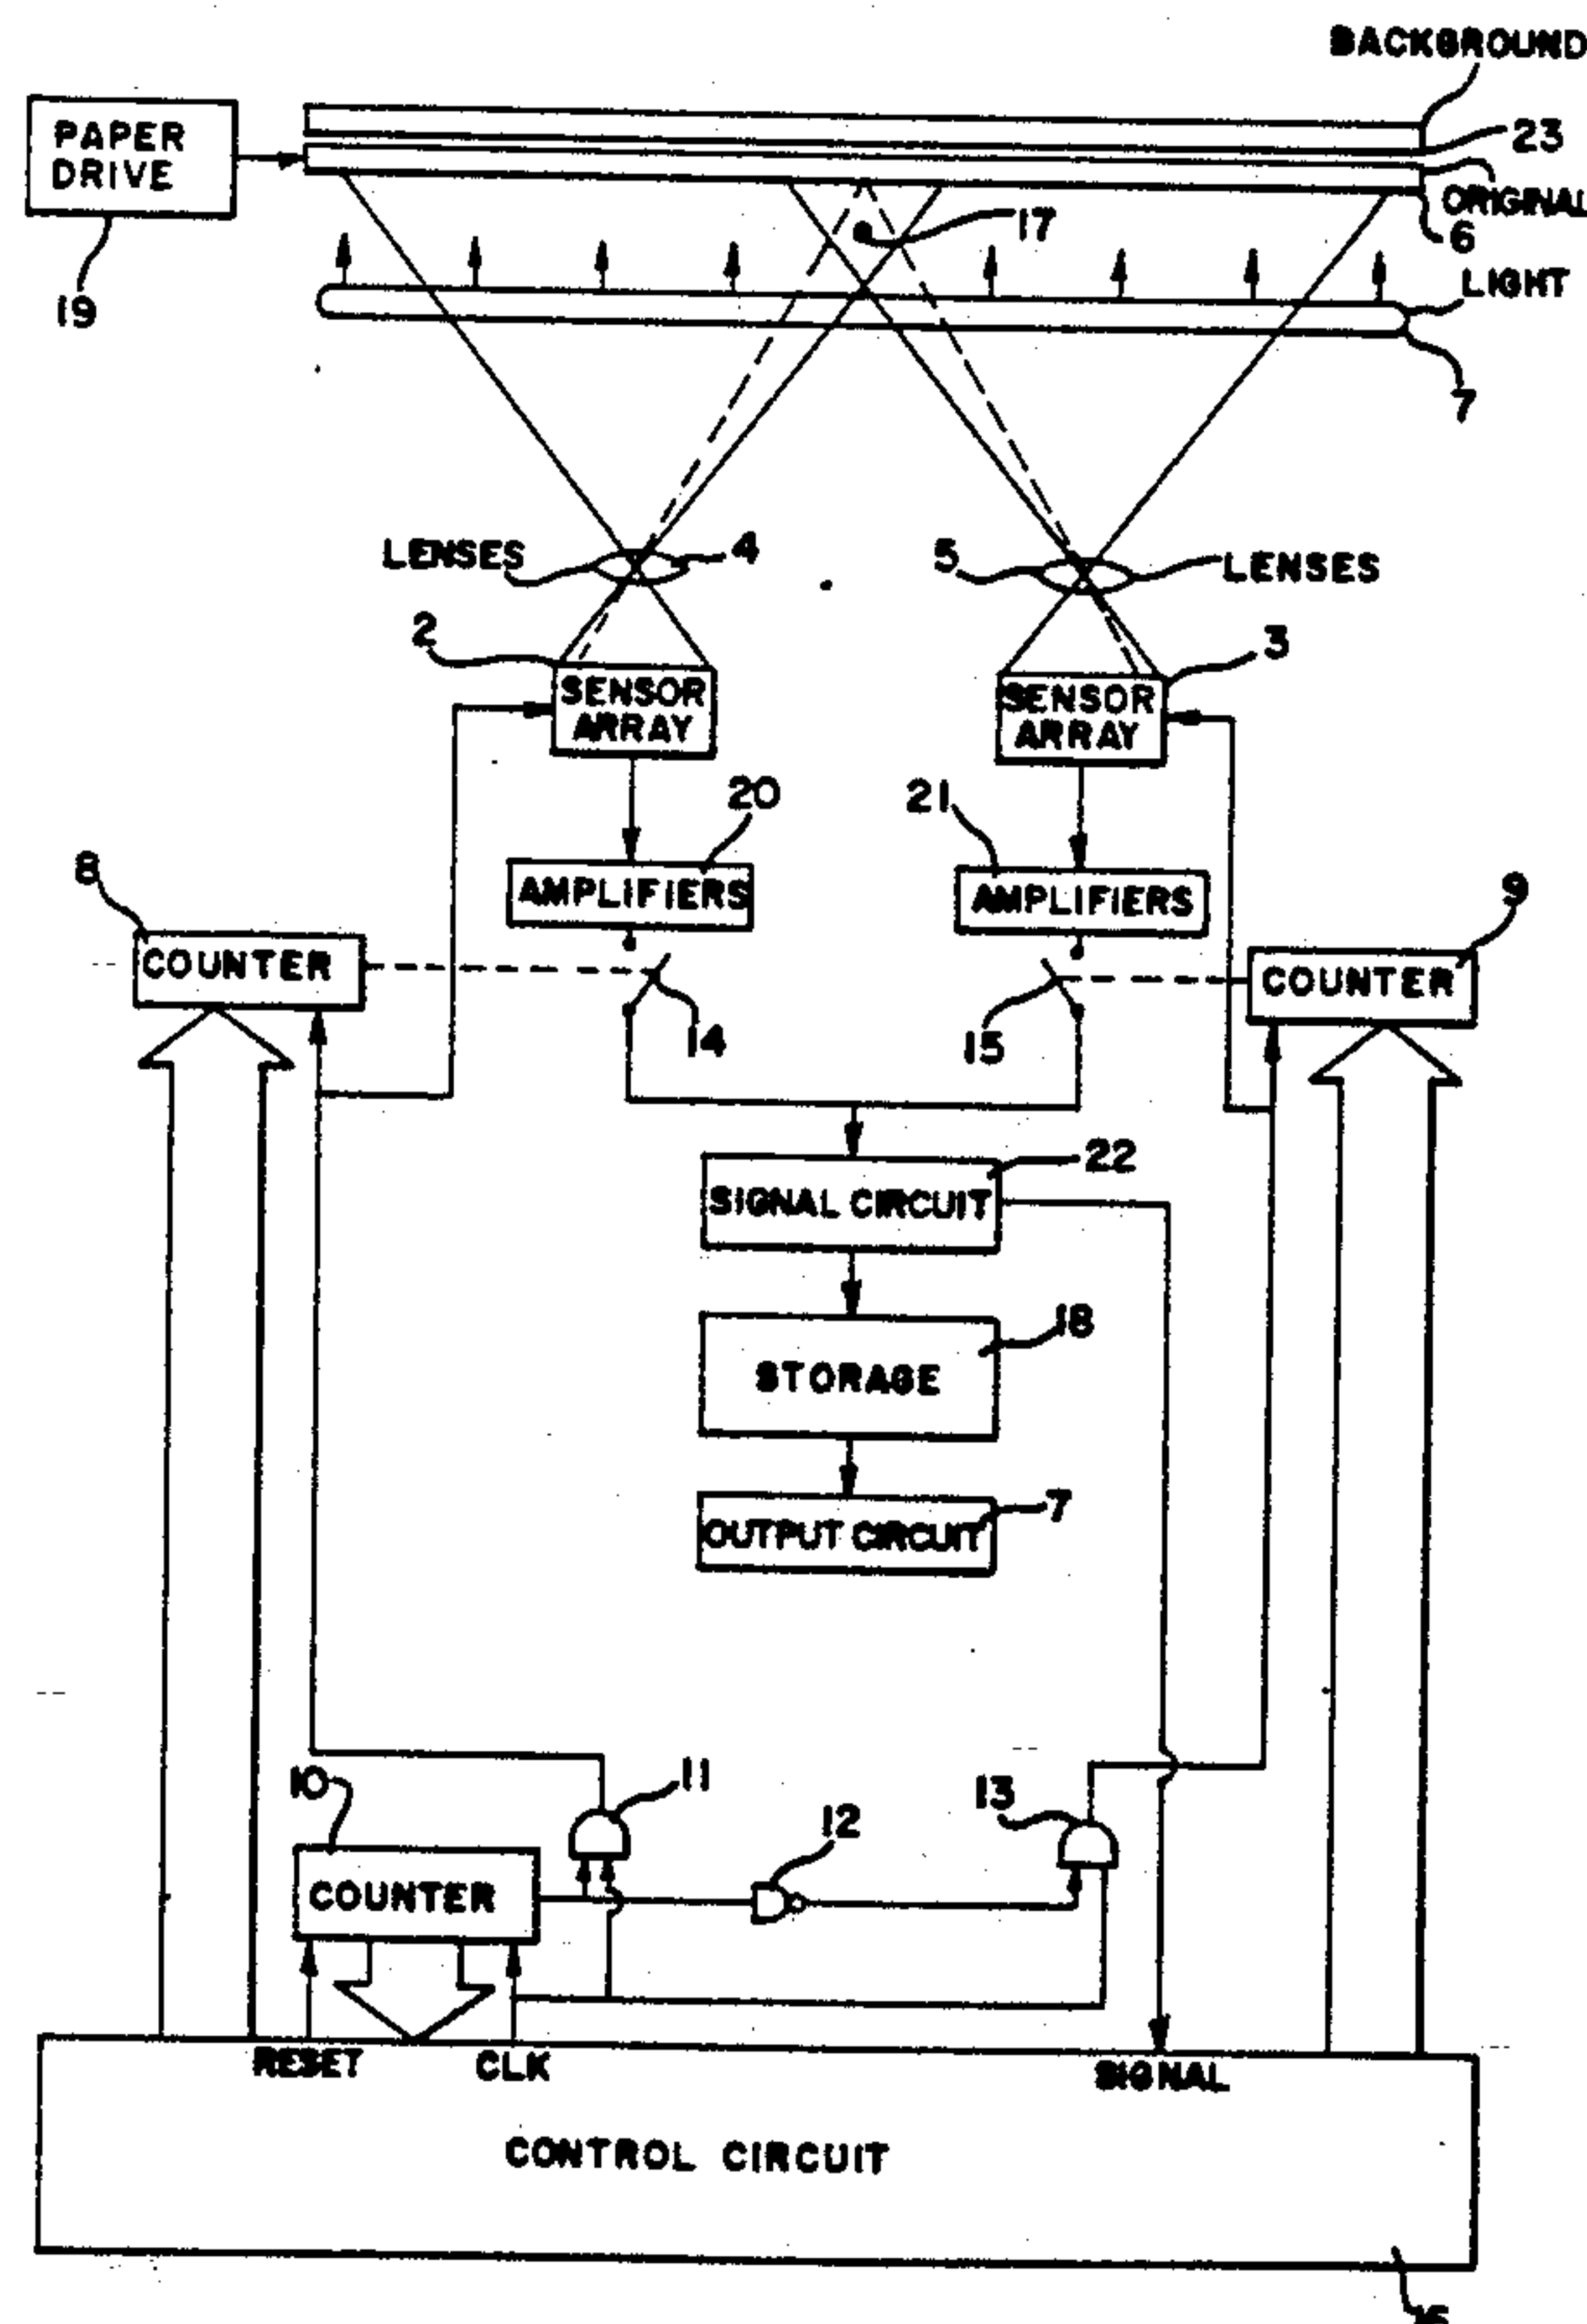 BACKGROUND
PAPER
DRIVE
23
ORIGINAL
6
17
19
LIGHT
7
LENSES
4
5
LENSES
2
3
SENSOR
ARRAY
SENSOR
ARRAY
20
21
8
AMPLIFIERS
AMPLIFIERS
9
COUNTER
COUNTER
14
15
22
SIGNAL CIRCUIT
18
STORAGE
7
OUTPUT CIRCUIT
10
11
12
13
COUNTER
RESET
CLK
SIGNAL
CONTROL CIRCUIT
16